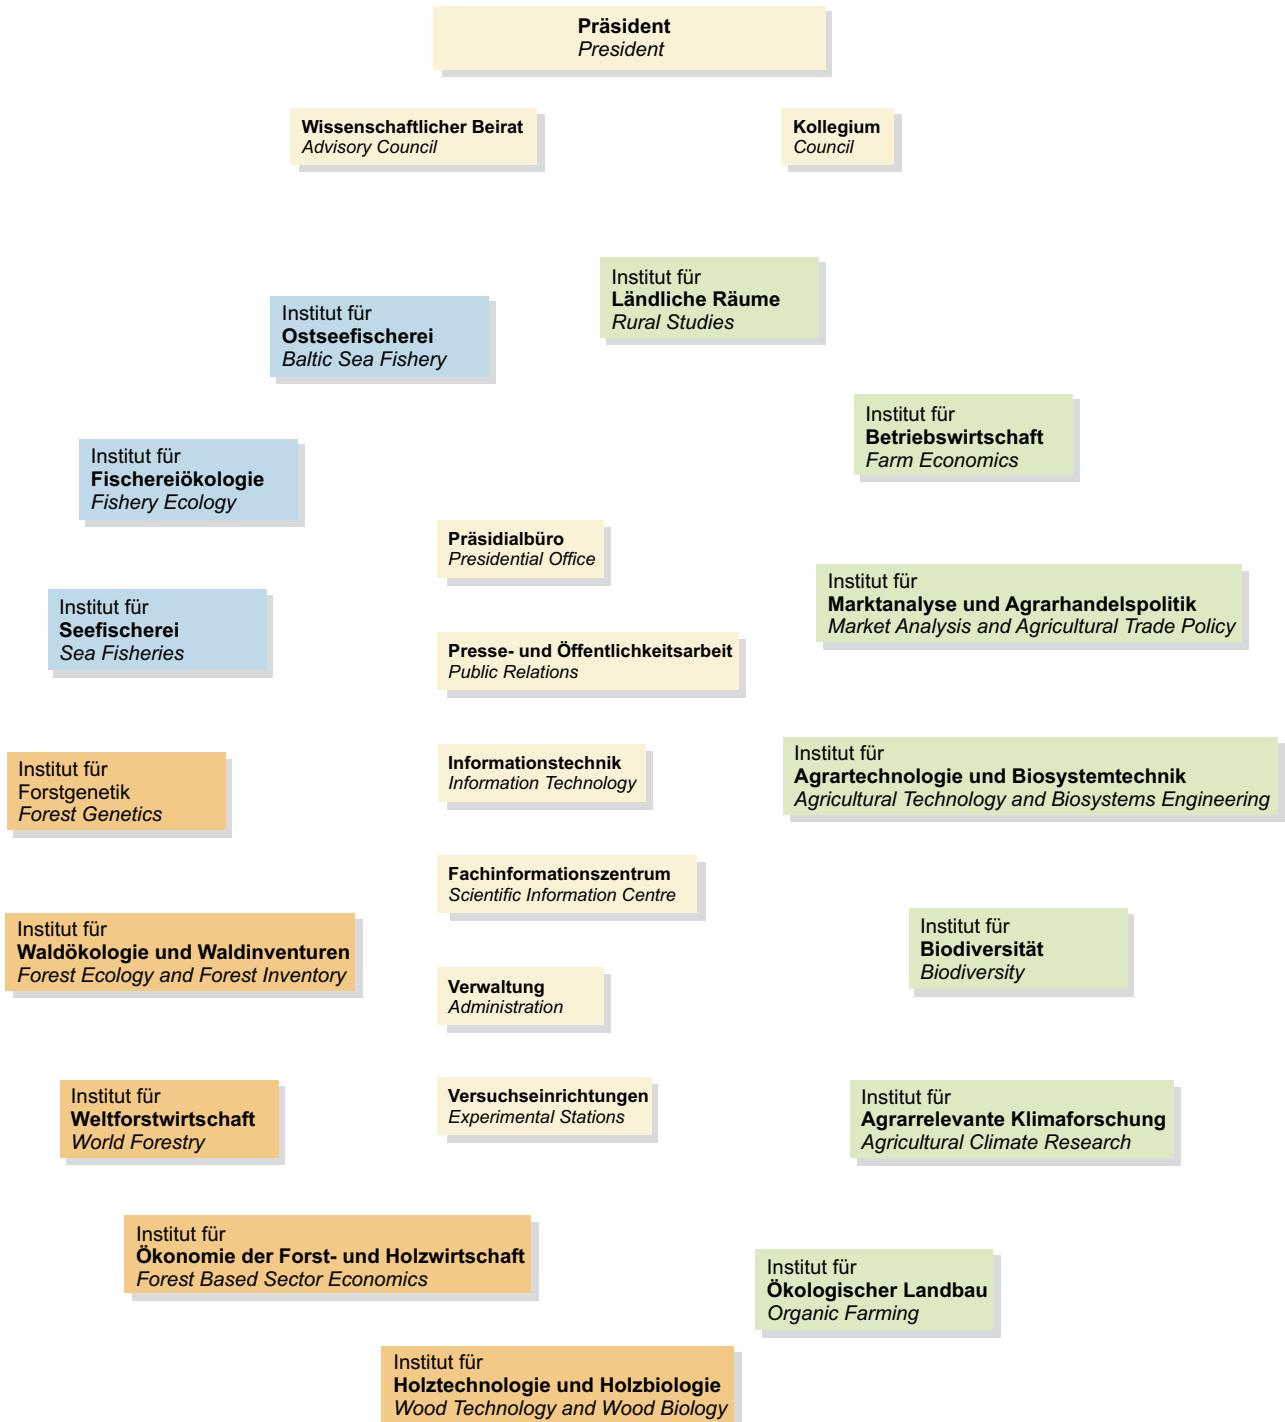 Präsident
President
Wissenschaftlicher Beirat
Advisory Council
Kollegium
Council
Institut für
Ländliche Räume
Rural Studies
Institut für
Ostseefischerei
Baltic Sea Fishery
Institut für
Betriebswirtschaft
Farm Economics
Institut für
Fischereiökologie
Fishery Ecology
Präsidialbüro
Presidential Office
Institut für
Marktanalyse und Agrarhandelspolitik
Market Analysis and Agricultural Trade Policy
Institut für
Seefischerei
Sea Fisheries
Presse- und Öffentlichkeitsarbeit
Public Relations
Institut für
Agrartechnologie und Biosystemtechnik
Agricultural Technology and Biosystems Engineering
Informationstechnik
Information Technology
Institut für
Forstgenetik
Forest Genetics
Fachinformationszentrum
Scientific Information Centre
Institut für
Biodiversität
Biodiversity
Institut für
Waldökologie und Waldinventuren
Forest Ecology and Forest Inventory
Verwaltung
Administration
Institut für
Weltforstwirtschaft
World Forestry
Versuchseinrichtungen
Experimental Stations
Institut für
Agrarrelevante Klimaforschung
Agricultural Climate Research
Institut für
Ökonomie der Forst- und Holzwirtschaft
Forest Based Sector Economics
Institut für
Ökologischer Landbau
Organic Farming
Institut für
Holztechnologie und Holzbiologie
Wood Technology and Wood Biology